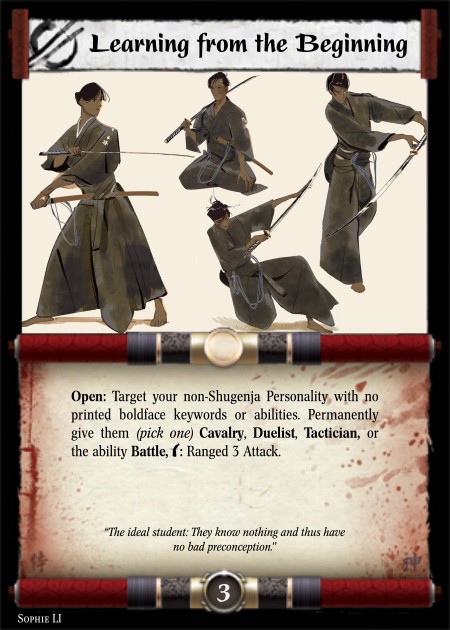 Learning from the Beginning
Open: Target your non-Shugenja Personality with no
printed boldface keywords or abilities. Permanently
give them (pick one) Cavalry, Duelist, Tactician, or
the ability Battle, : Ranged 3 Attack.
"The ideal student: They know nothing and thus have
no bad preconception."
侍
神
3
Sophie LI